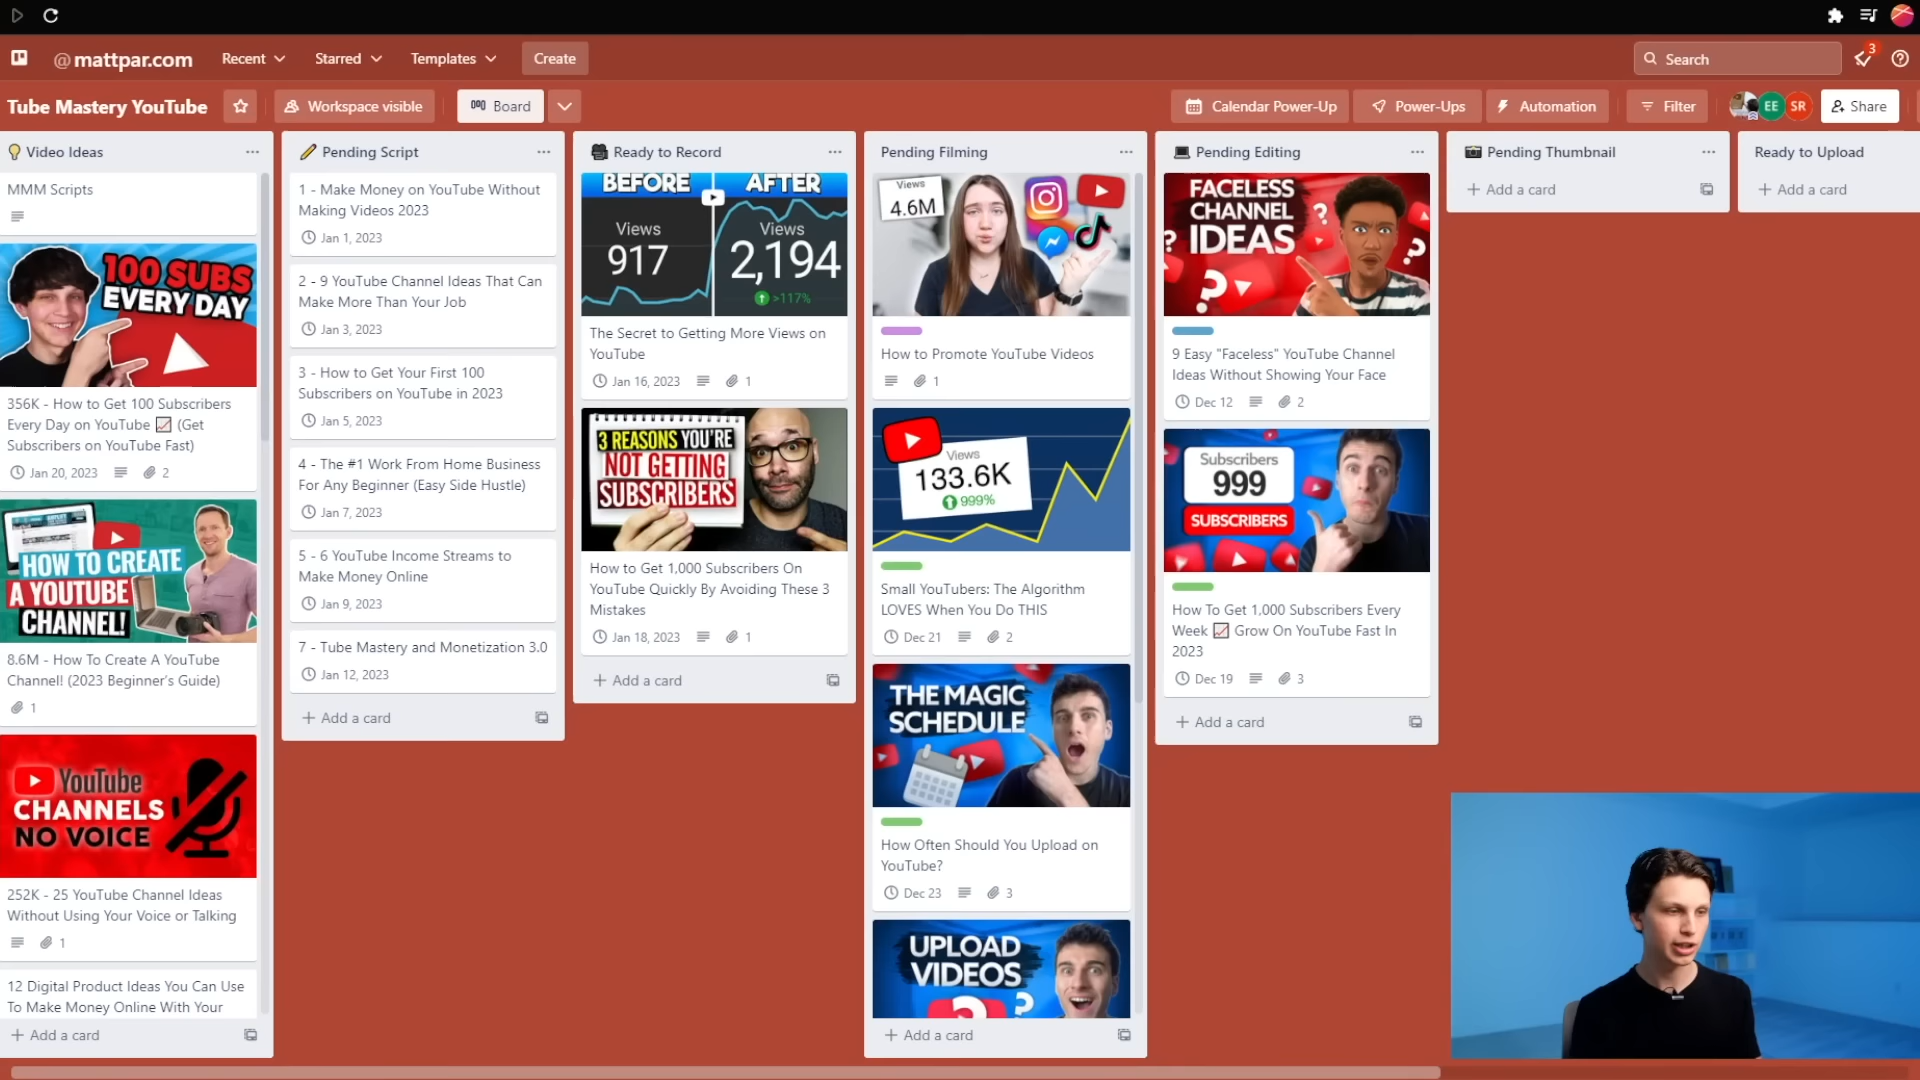 @mattpar.com
Recent
Starred
Templates
Create
Search
3
Tube Mastery YouTube
Workspace visible
Board
Calendar Power-Up
Power-Ups
Automation
Filter
EE
SR
Share
Video Ideas
MMM Scripts
100 SUBS
EVERY DAY
356K - How to Get 100 Subscribers
Every Day on YouTube 📈 (Get
Subscribers on YouTube Fast)
Jan 20, 2023
2
HOW TO CREATE
A YOUTUBE
CHANNEL!
8.6M - How To Create A YouTube
Channel! (2023 Beginner's Guide)
1
YouTube
CHANNELS
NO VOICE
252K - 25 YouTube Channel Ideas
Without Using Your Voice or Talking
1
12 Digital Product Ideas You Can Use
To Make Money Online With Your
+ Add a card
Pending Script
1 - Make Money on YouTube Without
Making Videos 2023
Jan 1, 2023
2 - 9 YouTube Channel Ideas That Can
Make More Than Your Job
Jan 3, 2023
3 - How to Get Your First 100
Subscribers on YouTube in 2023
Jan 5, 2023
4 - The #1 Work From Home Business
For Any Beginner (Easy Side Hustle)
Jan 7, 2023
5 - 6 YouTube Income Streams to
Make Money Online
Jan 9, 2023
7 - Tube Mastery and Monetization 3.0
Jan 12, 2023
+ Add a card
Ready to Record
BEFORE
AFTER
Views
917
Views
2,194
>117%
The Secret to Getting More Views on
YouTube
Jan 16, 2023
1
3 REASONS YOU'RE
NOT GETTING
SUBSCRIBERS
How to Get 1,000 Subscribers On
YouTube Quickly By Avoiding These 3
Mistakes
Jan 18, 2023
1
+ Add a card
Pending Filming
Views
4.6M
How to Promote YouTube Videos
1
Views
133.6K
999%
Small YouTubers: The Algorithm
LOVES When You Do THIS
Dec 21
2
THE MAGIC
SCHEDULE
How Often Should You Upload on
YouTube?
Dec 23
3
UPLOAD
VIDEOS
?
?
+ Add a card
Pending Editing
FACELESS
CHANNEL
IDEAS
? ? ? ?
9 Easy "Faceless" YouTube Channel
Ideas Without Showing Your Face
Dec 12
2
Subscribers
999
SUBSCRIBERS
How To Get 1,000 Subscribers Every
Week 📈 Grow On YouTube Fast In
2023
Dec 19
3
+ Add a card
Pending Thumbnail
+ Add a card
Ready to Upload
+ Add a card